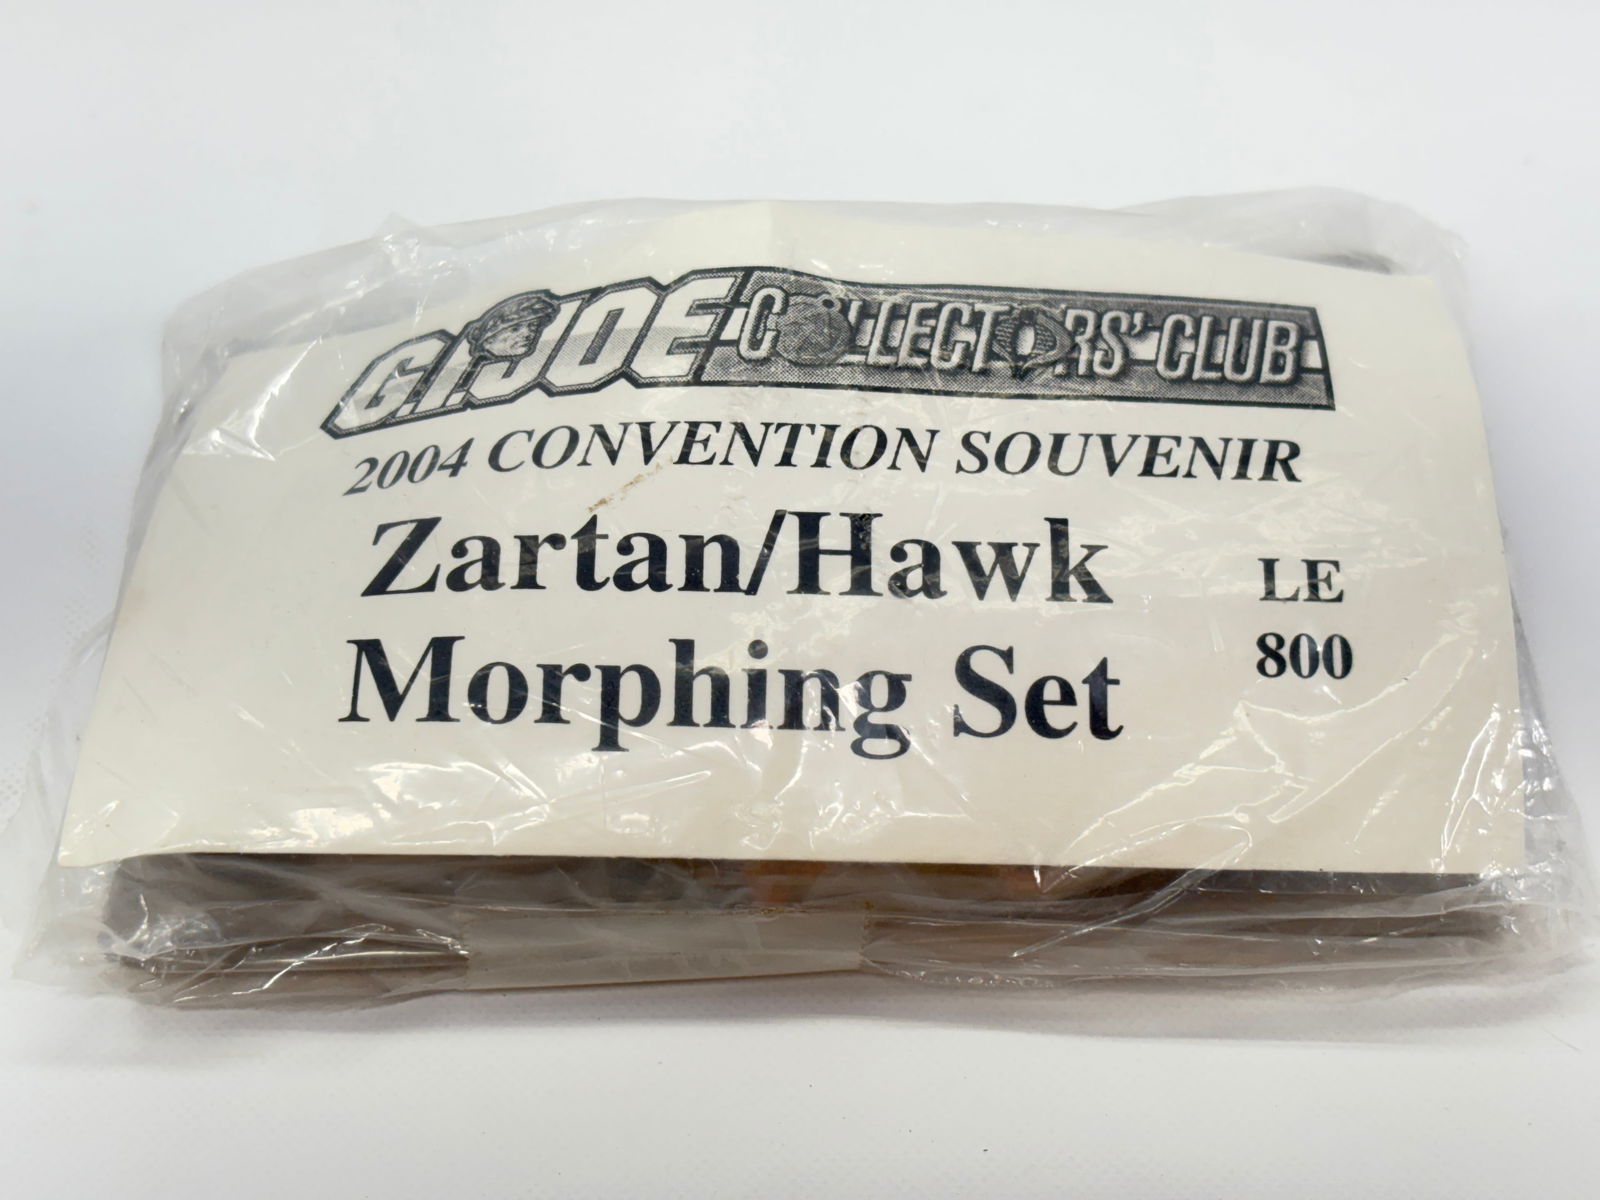 G.I. JOE COLLECTORS' CLUB
2004 CONVENTION SOUVENIR
Zartan/Hawk
Morphing Set
LE
800